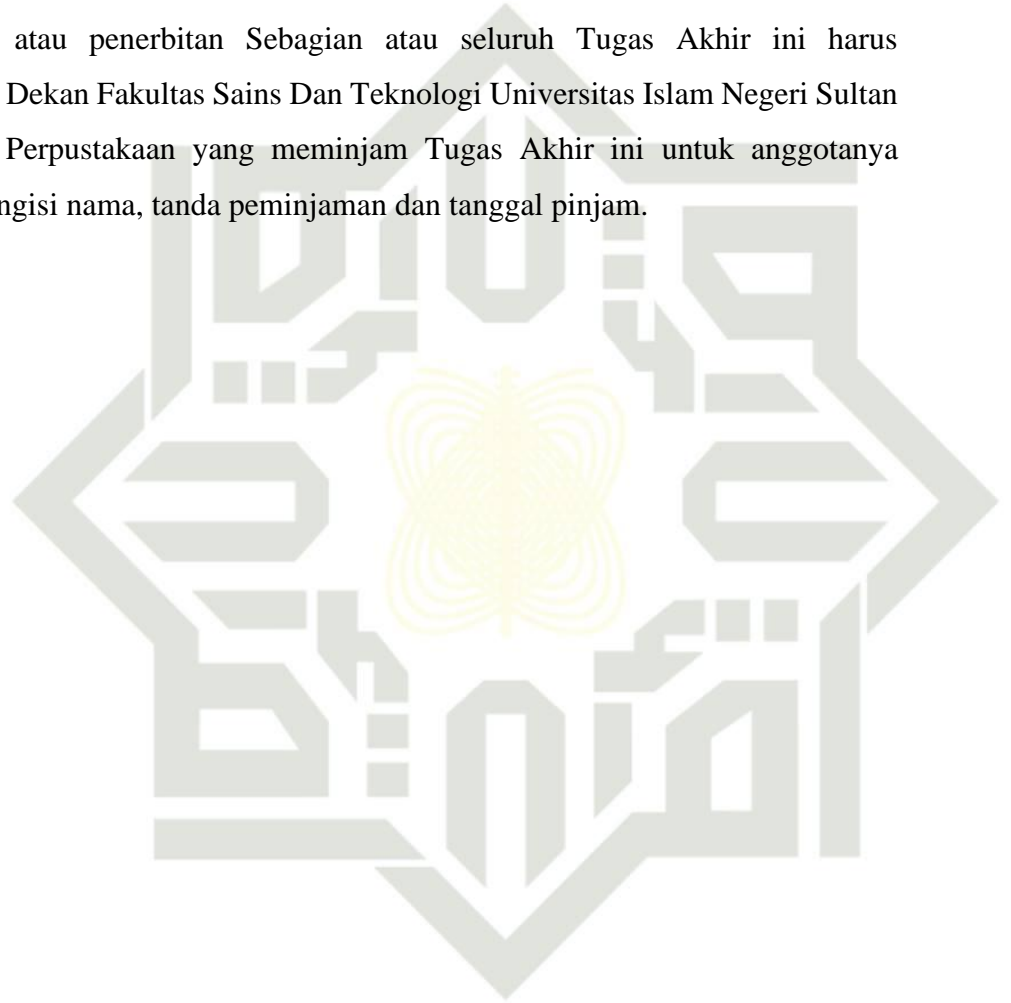 atau penerbitan Sebagian atau seluruh Tugas Akhir ini harus
Dekan Fakultas Sains Dan Teknologi Universitas Islam Negeri Sultan
Perpustakaan yang meminjam Tugas Akhir ini untuk anggotanya
ngisi nama, tanda peminjaman dan tanggal pinjam.